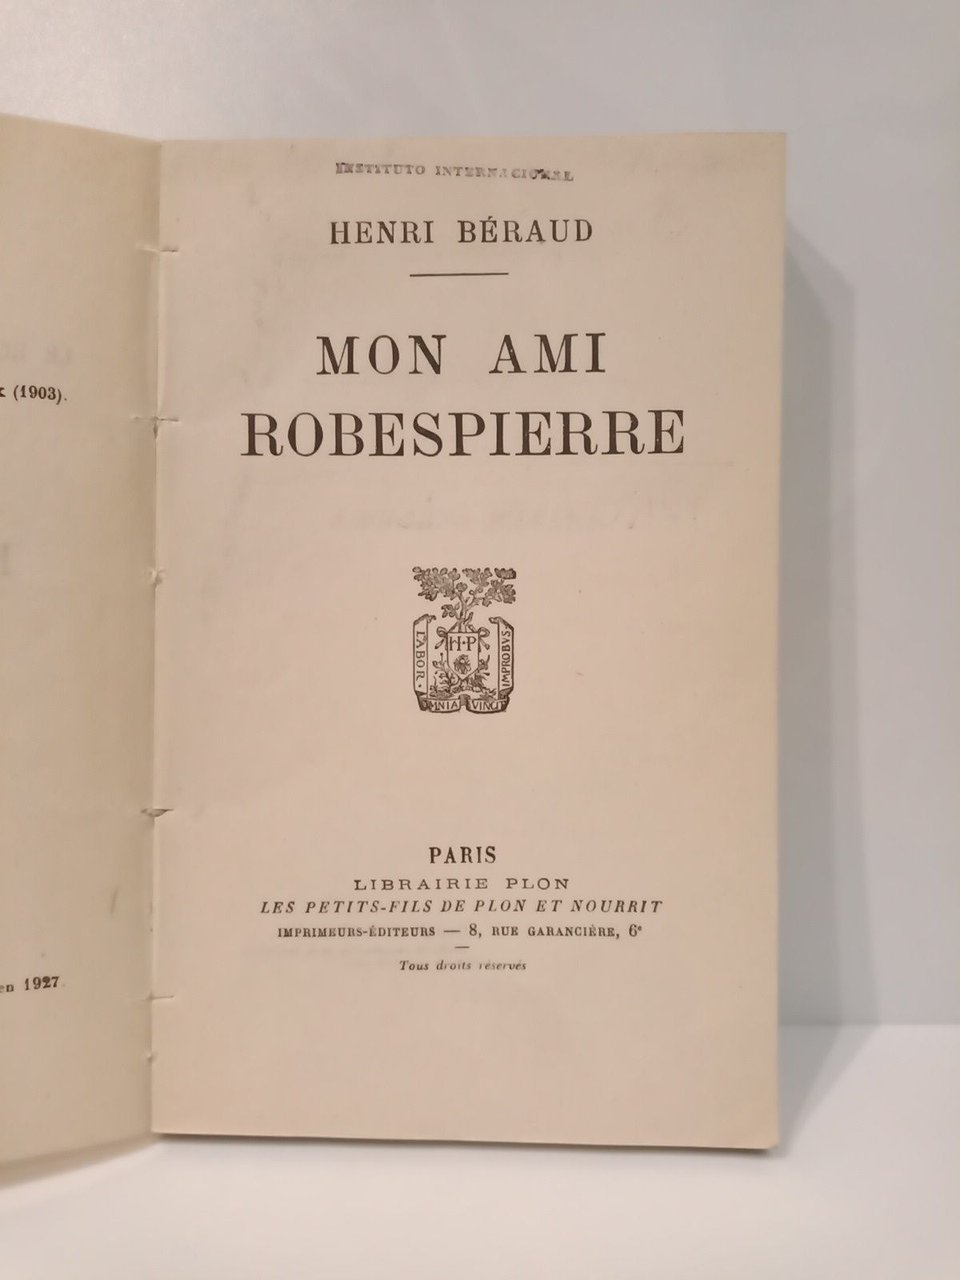 (1903).
en 1927
INSTITUTO INTERNACIONAL
HENRI BÉRAUD
MON AMI
ROBESPIERRE
LABOR
H·P
IMPROBVS
OMNIA VINCIT
PARIS
LIBRAIRIE PLON
LES PETITS-FILS DE PLON ET NOURRIT
IMPRIMEURS-ÉDITEURS — 8, RUE GARANCIÈRE, 6e
Tous droits réservés